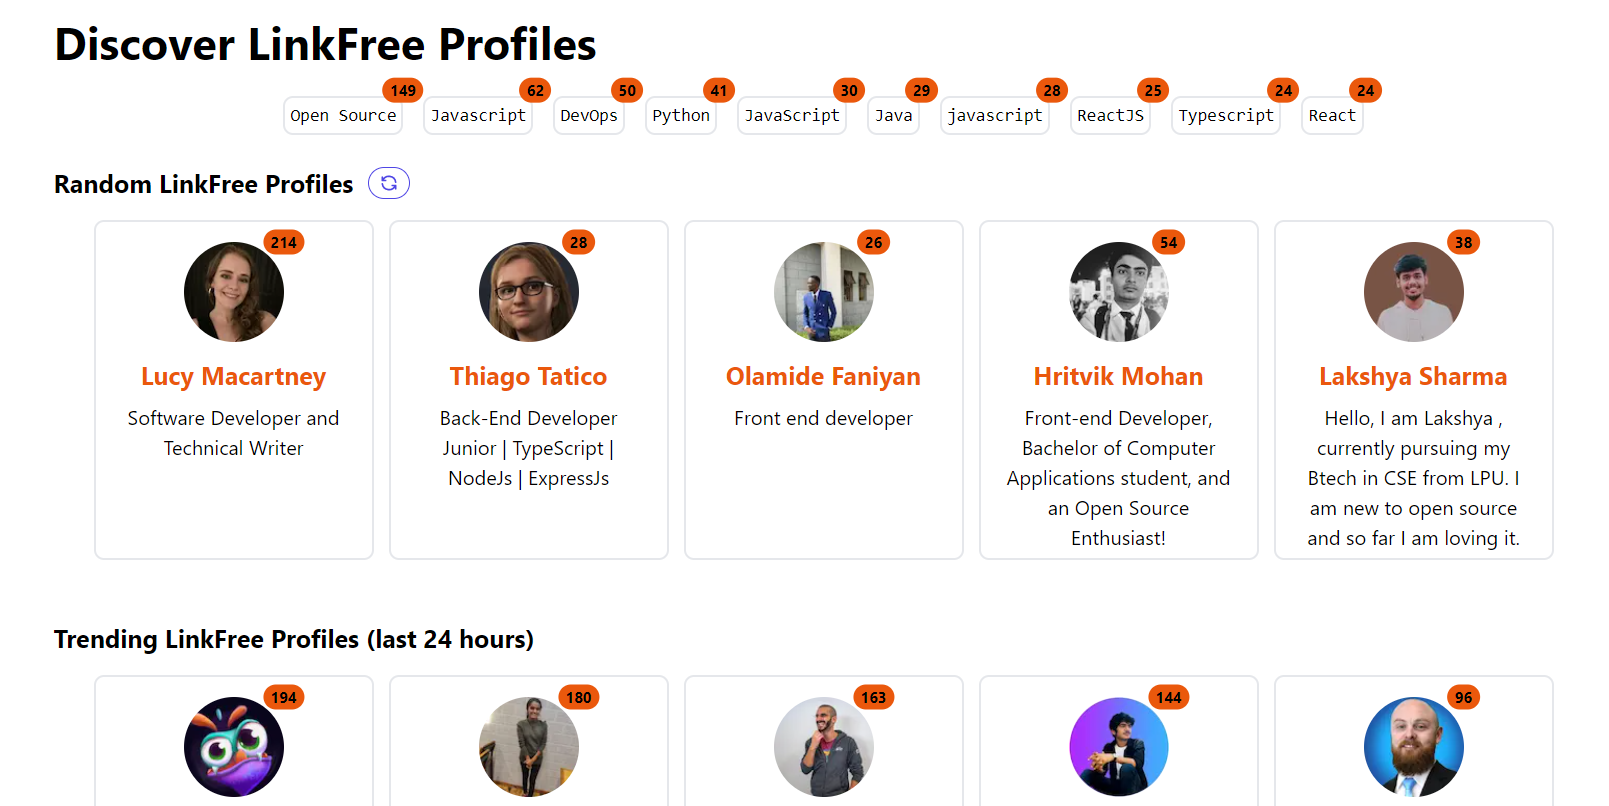 Discover LinkFree Profiles
149 62 50 41 30 29 28 25 24 24
Open Source Javascript DevOps Python JavaScript Java javascript ReactJS Typescript React
Random LinkFree Profiles
214
Lucy Macartney
Software Developer and
Technical Writer
28
Thiago Tatico
Back-End Developer
Junior | TypeScript |
NodeJs | ExpressJs
26
Olamide Faniyan
Front end developer
54
Hritvik Mohan
Front-end Developer,
Bachelor of Computer
Applications student, and
an Open Source
Enthusiast!
38
Lakshya Sharma
Hello, I am Lakshya ,
currently pursuing my
Btech in CSE from LPU. I
am new to open source
and so far I am loving it.
Trending LinkFree Profiles (last 24 hours)
194
180
163
144
96